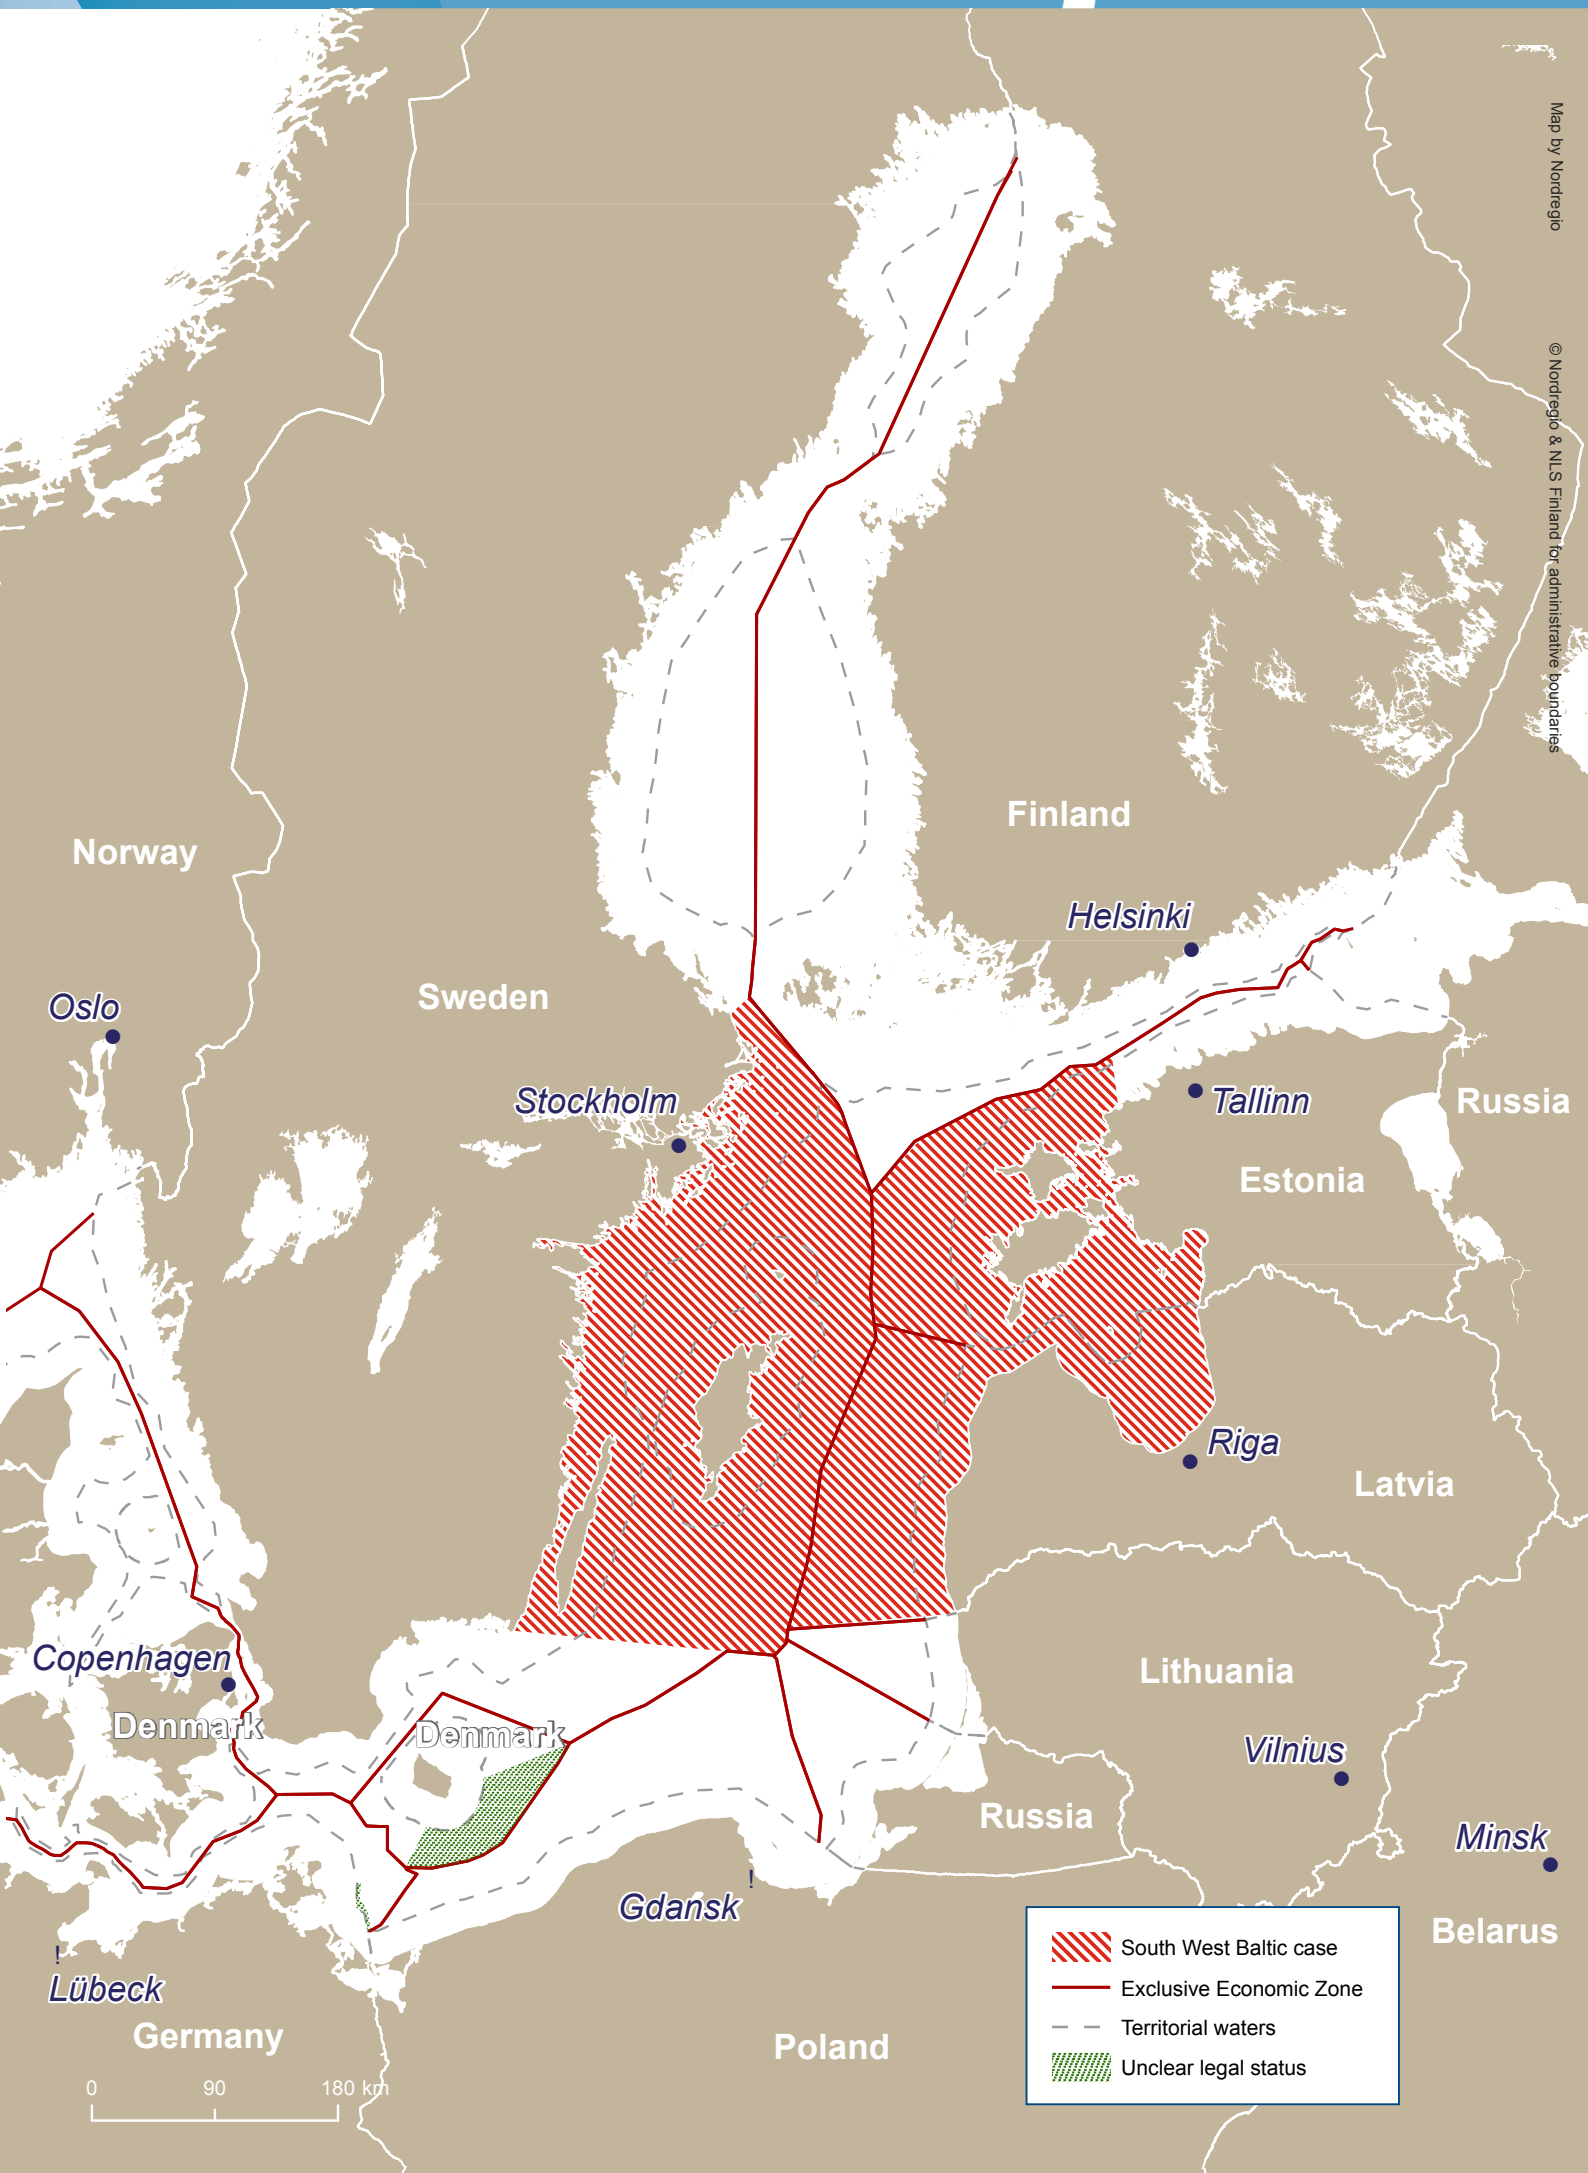 Map by Nordregio
© Nordregio & NLS Finland for administrative boundaries
Finland
Norway
Helsinki
Sweden
Oslo
Stockholm
Tallinn
Russia
Estonia
Riga
Latvia
Copenhagen
Lithuania
Denmark
Denmark
Vilnius
Russia
Minsk
Gdansk
!
Belarus
!
Lübeck
Germany
Poland
South West Baltic case
Exclusive Economic Zone
Territorial waters
Unclear legal status
0 90 180 km